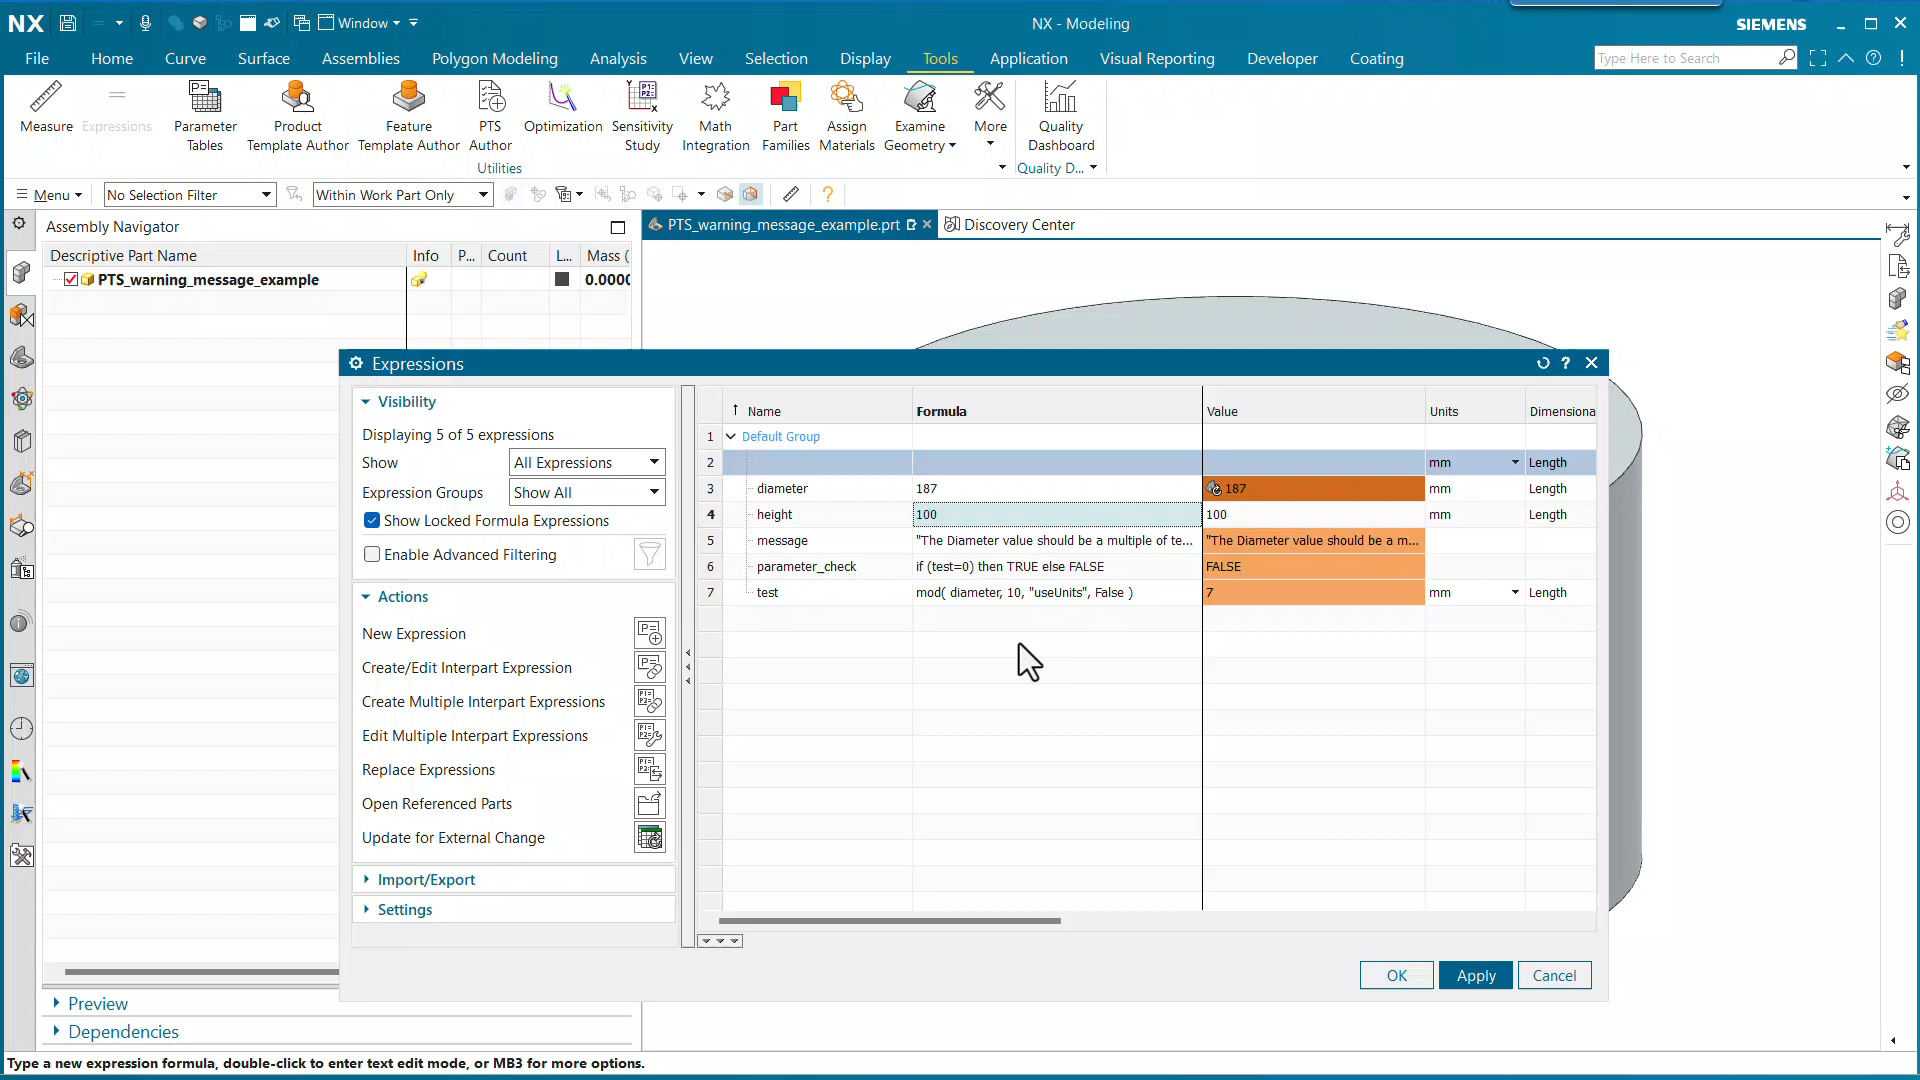 NX
Window
NX - Modeling
SIEMENS
File Home Curve Surface Assemblies Polygon Modeling Analysis View Selection Display Tools Application Visual Reporting Developer Coating
Type Here to Search
Measure
Expressions
Parameter Tables
Product Template Author
Feature Template Author
PTS Author
Optimization
Sensitivity Study
Math Integration
Part Families
Assign Materials
Examine Geometry
More
Quality Dashboard
Utilities
Quality D...
Menu
No Selection Filter
Within Work Part Only
Assembly Navigator
PTS_warning_message_example.prt
Discovery Center
Descriptive Part Name Info P... Count L... Mass (
PTS_warning_message_example 0.0000
Expressions
Visibility
Displaying 5 of 5 expressions
Show All Expressions
Expression Groups Show All
Show Locked Formula Expressions
Enable Advanced Filtering
Actions
New Expression
Create/Edit Interpart Expression
Create Multiple Interpart Expressions
Edit Multiple Interpart Expressions
Replace Expressions
Open Referenced Parts
Update for External Change
Import/Export
Settings
↑ Name Formula Value Units Dimensiona
1 Default Group
2 mm Length
3 diameter 187 187 mm Length
4 height 100 100 mm Length
5 message "The Diameter value should be a multiple of te... "The Diameter value should be a m...
6 parameter_check if (test=0) then TRUE else FALSE FALSE
7 test mod( diameter, 10, "useUnits", False ) 7 mm Length
OK Apply Cancel
Preview
Dependencies
Type a new expression formula, double-click to enter text edit mode, or MB3 for more options.